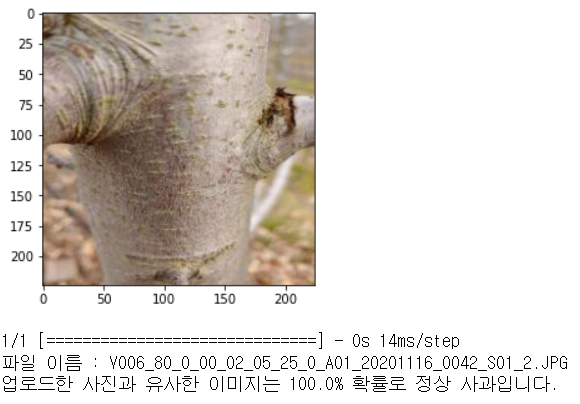 0
25
50
75
100
125
150
175
200
0 50 100 150 200
1/1 [==============================] - 0s 14ms/step
파일 이름 : V006_80_0_00_02_05_25_0_A01_20201116_0042_S01_2.JPG
업로드한 사진과 유사한 이미지는 100.0% 확률로 정상 사과입니다.